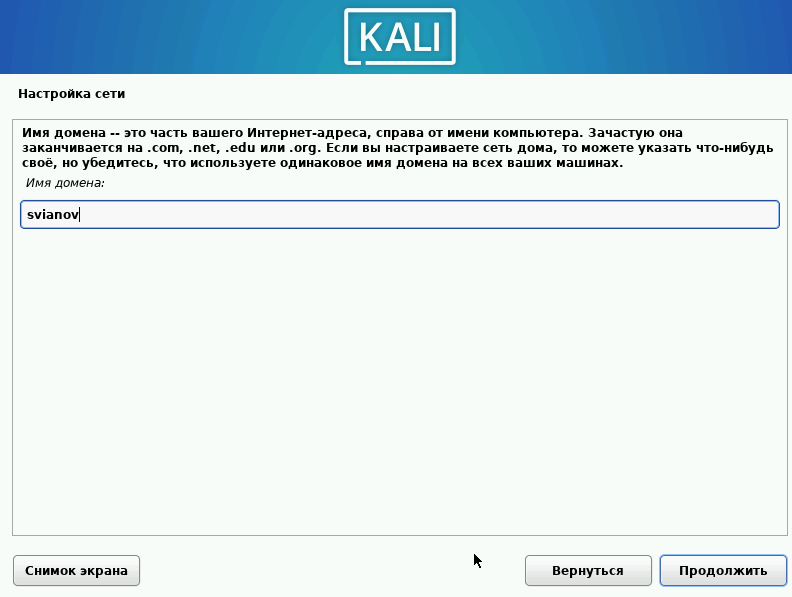 KALI
Настройка сети
Имя домена -- это часть вашего Интернет-адреса, справа от имени компьютера. Зачастую она
заканчивается на .com, .net, .edu или .org. Если вы настраиваете сеть дома, то можете указать что-нибудь
своё, но убедитесь, что используете одинаковое имя домена на всех ваших машинах.
Имя домена:
svianov
Снимок экрана
Вернуться
Продолжить